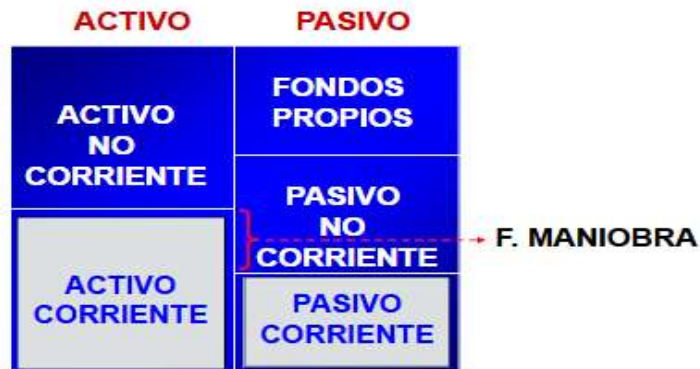 ACTIVO
PASIVO
ACTIVO
NO
CORRIENTE
FONDOS
PROPIOS
PASIVO
NO
CORRIENTE
F. MANIOBRA
ACTIVO
CORRIENTE
PASIVO
CORRIENTE